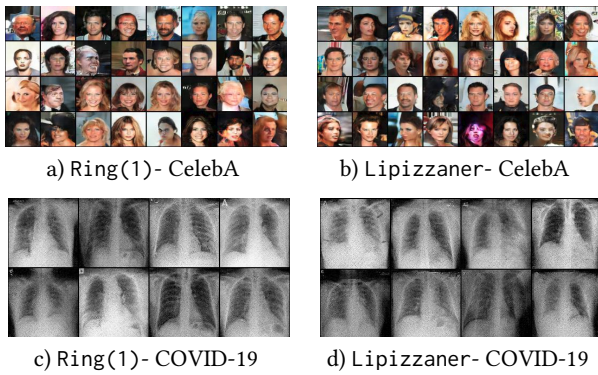 a) Ring(1)- CelebA
b) Lipizzaner- CelebA
c) Ring(1)- COVID-19
d) Lipizzaner- COVID-19